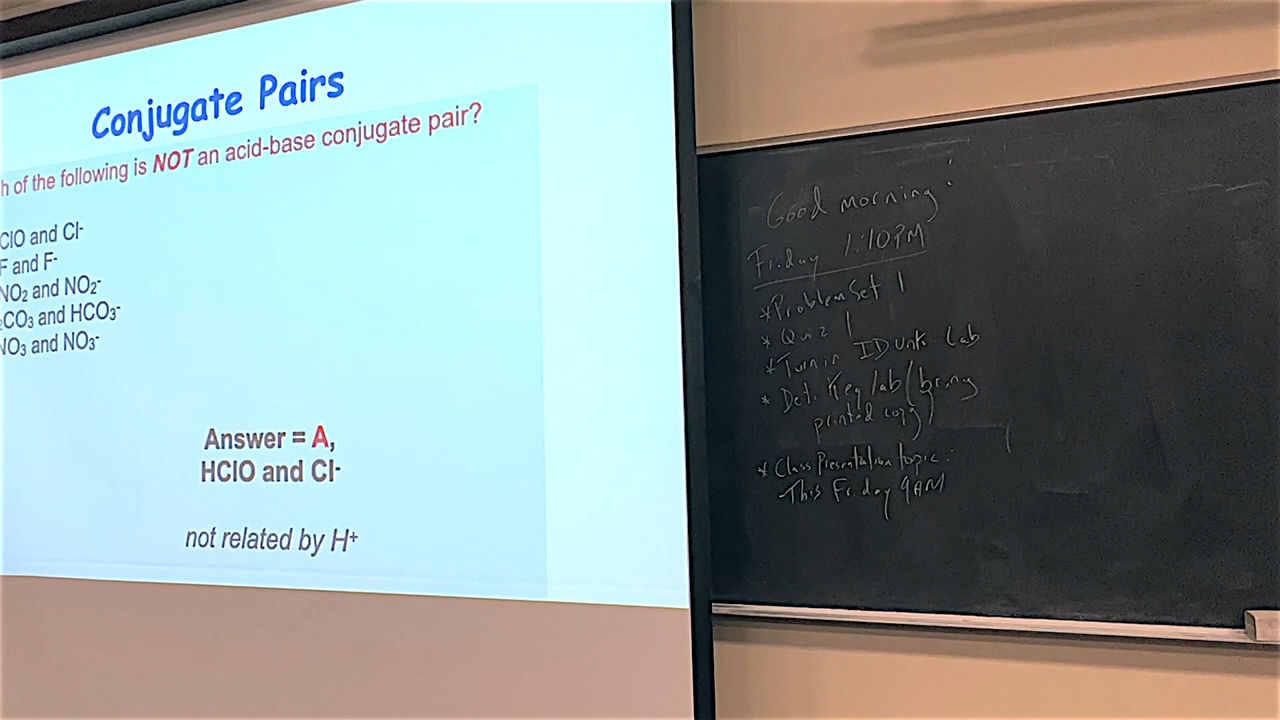 Conjugate Pairs
h of the following is NOT an acid-base conjugate pair?
ClO and Cl-
F and F-
NO2 and NO2-
2CO3 and HCO3-
NO3 and NO3-
Answer = A,
HClO and Cl-
not related by H+
Good morning!
Friday 1:10PM
* Problem Set 1
* Quiz 1
* Turn in ID Unk Lab
* Det. Keq lab (bring
printed copy)
* Class Presentation topic:
This Friday 9AM